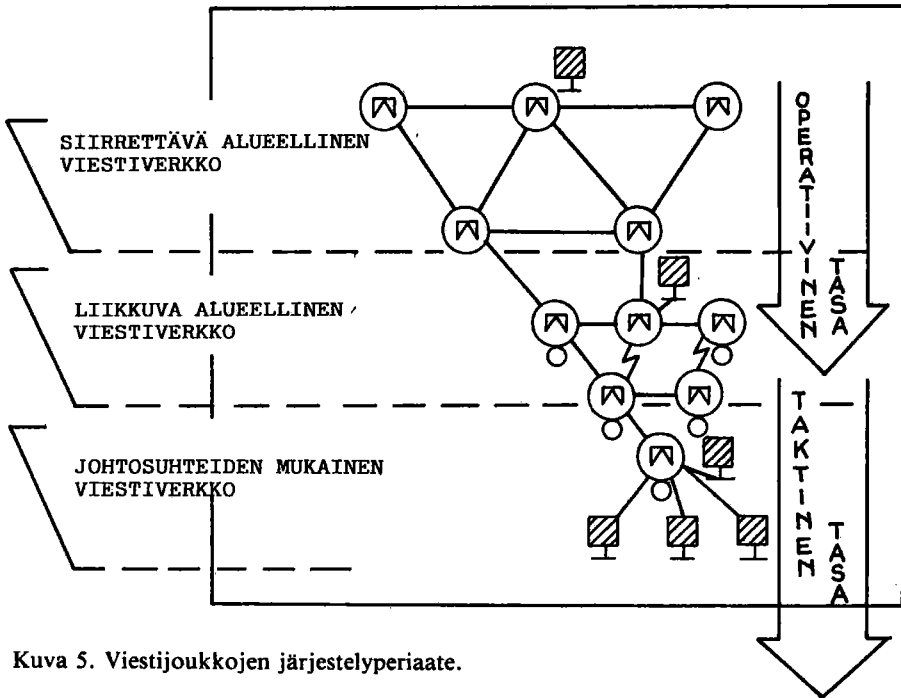 SIIRRETTÄVÄ ALUEELLINEN
VIESTIVERKKO
LIIKKUVA ALUEELLINEN
VIESTIVERKKO
JOHTOSUHTEIDEN MUKAINEN
VIESTIVERKKO
OPERATIIVINEN
TASA
TAKTINEN
TASA
Kuva 5. Viestijoukkojen järjestelyperiaate.